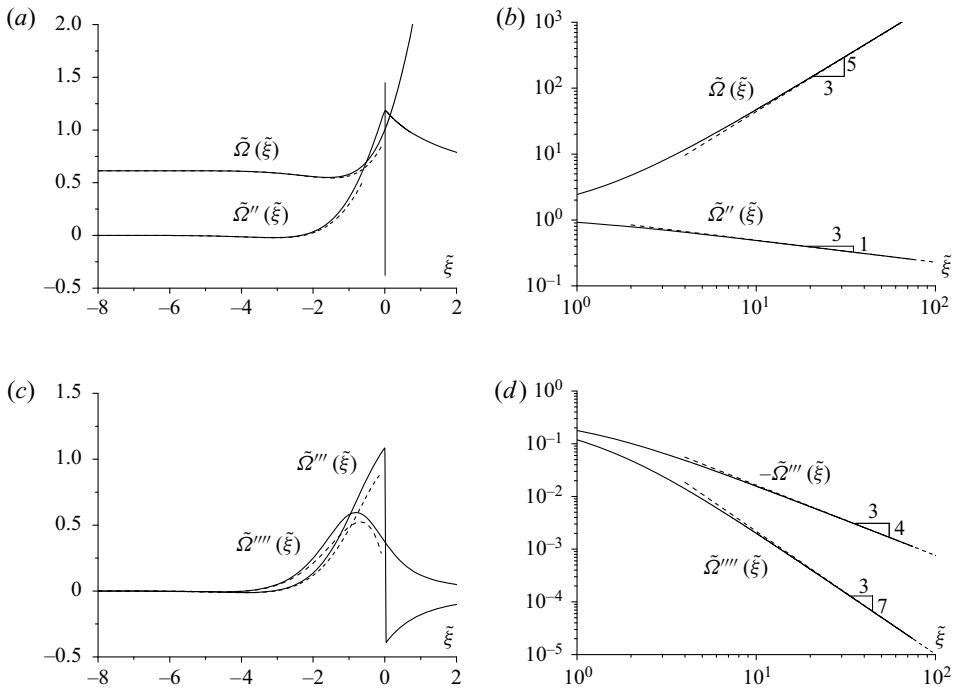 (a)
2.0
1.5
1.0
0.5
0
–0.5
Ω̃ (ξ̃)
Ω̃′′ (ξ̃)
ξ̃
–8 –6 –4 –2 0 2
(b)
10³
10²
10¹
10⁰
10⁻¹
Ω̃ (ξ̃)
5
3
Ω̃′′ (ξ̃)
3
1
ξ̃
10⁰ 10¹ 10²
(c)
1.5
1.0
0.5
0
–0.5
Ω̃′′′ (ξ̃)
Ω̃′′′′ (ξ̃)
ξ̃
–8 –6 –4 –2 0 2
(d)
10⁰
10⁻¹
10⁻²
10⁻³
10⁻⁴
10⁻⁵
–Ω̃′′′ (ξ̃)
3
4
Ω̃′′′′ (ξ̃)
3
7
ξ̃
10⁰ 10¹ 10²